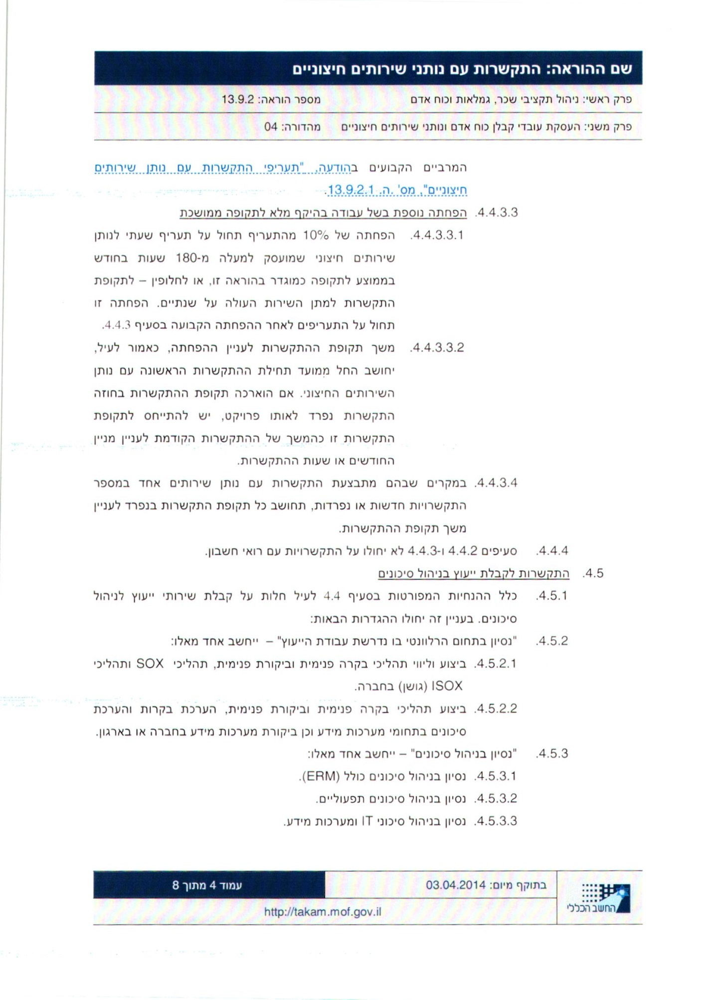 שם ההוראה: התקשרות עם נותני שירותים חיצוניים
פרק ראשי: ניהול תקציבי שכר, גמלאות וכוח אדם מספר הוראה: 13.9.2
פרק משני: העסקת עובדי קבלן כוח אדם ונותני שירותים חיצוניים מהדורה: 04
המרביים הקבועים בהודעה, "תעריפי התקשרות עם נותן שירותים
חיצוניים", מס' .ה. 13.9.2.1.
4.4.3.3. הפחתה נוספת בשל עבודה בהיקף מלא לתקופה ממושכת
4.4.3.3.1. הפחתה של 10% מהתעריף תחול על תעריף שעתי לנותן
שירותים חיצוני שמועסק למעלה מ-180 שעות בחודש
בממוצע לתקופה כמוגדר בהוראה זו, או לחלופין – לתקופת
התקשרות למתן השירות העולה על שנתיים. הפחתה זו
תחול על התעריפים לאחר ההפחתה הקבועה בסעיף 4.4.3.
4.4.3.3.2. משך תקופת ההתקשרות לעניין ההפחתה, כאמור לעיל,
יחושב החל ממועד תחילת ההתקשרות הראשונה עם נותן
השירותים החיצוני. אם הוארכה תקופת ההתקשרות בחוזה
התקשרות נפרד לאותו פרויקט, יש להתייחס לתקופת
התקשרות זו כהמשך של ההתקשרות הקודמת לעניין מניין
החודשים או שעות ההתקשרות.
4.4.3.4. במקרים שבהם מתבצעת התקשרות עם נותן שירותים אחד במספר
התקשרויות חדשות או נפרדות, תחושב כל תקופת התקשרות בנפרד לעניין
משך תקופת ההתקשרות.
4.4.4. סעיפים 4.4.2 ו-4.4.3 לא יחולו על התקשרויות עם רואי חשבון.
4.5. התקשרות לקבלת ייעוץ בניהול סיכונים
4.5.1. כלל ההנחיות המפורטות בסעיף 4.4 לעיל חלות על קבלת שירותי ייעוץ לניהול
סיכונים. בעניין זה יחולו ההגדרות הבאות:
4.5.2. "נסיון בתחום הרלוונטי בו נדרשת עבודת הייעוץ" – ייחשב אחד מאלו:
4.5.2.1. ביצוע וליווי תהליכי בקרה פנימית וביקורת פנימית, תהליכי SOX ותהליכי
ISOX (גושן) בחברה.
4.5.2.2. ביצוע תהליכי בקרה פנימית וביקורת פנימית, הערכת בקרות והערכת
סיכונים בתחומי מערכות מידע וכן ביקורת מערכות מידע בחברה או בארגון.
4.5.3. "נסיון בניהול סיכונים" – ייחשב אחד מאלו:
4.5.3.1. נסיון בניהול סיכונים כולל (ERM).
4.5.3.2. נסיון בניהול סיכונים תפעוליים.
4.5.3.3. נסיון בניהול סיכוני IT ומערכות מידע.
החשב הכללי
בתוקף מיום: 03.04.2014 עמוד 4 מתוך 8
http://takam.mof.gov.il